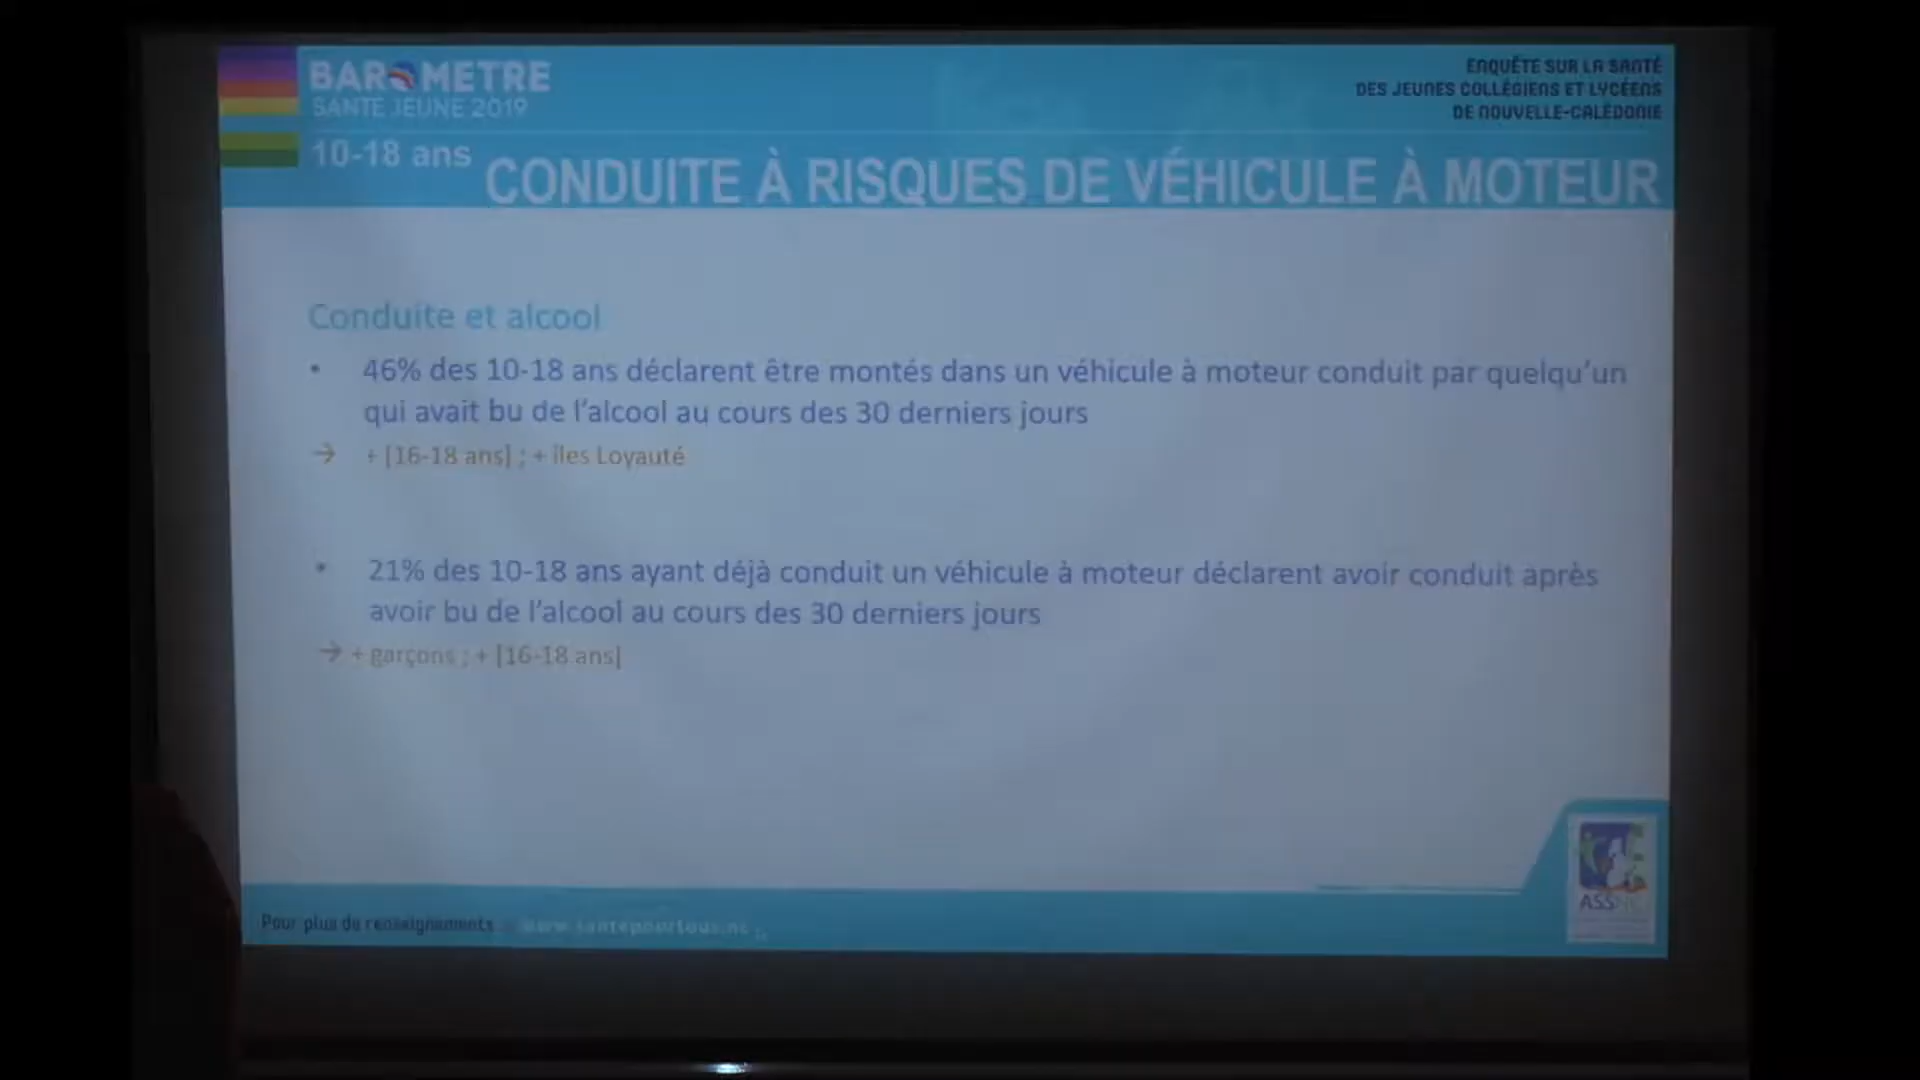 BAROMETRE
SANTE JEUNE 2019
10-18 ans
ENQUÊTE SUR LA SANTÉ
DES JEUNES COLLÉGIENS ET LYCÉENS
DE NOUVELLE-CALÉDONIE
CONDUITE À RISQUES DE VÉHICULE À MOTEUR
Conduite et alcool
• 46% des 10-18 ans déclarent être montés dans un véhicule à moteur conduit par quelqu'un
qui avait bu de l'alcool au cours des 30 derniers jours
→ + [16-18 ans] ; + îles Loyauté
• 21% des 10-18 ans ayant déjà conduit un véhicule à moteur déclarent avoir conduit après
avoir bu de l'alcool au cours des 30 derniers jours
→ + garçons ; + [16-18 ans]
Pour plus de renseignements : www.santepourtous.nc
ASSNC